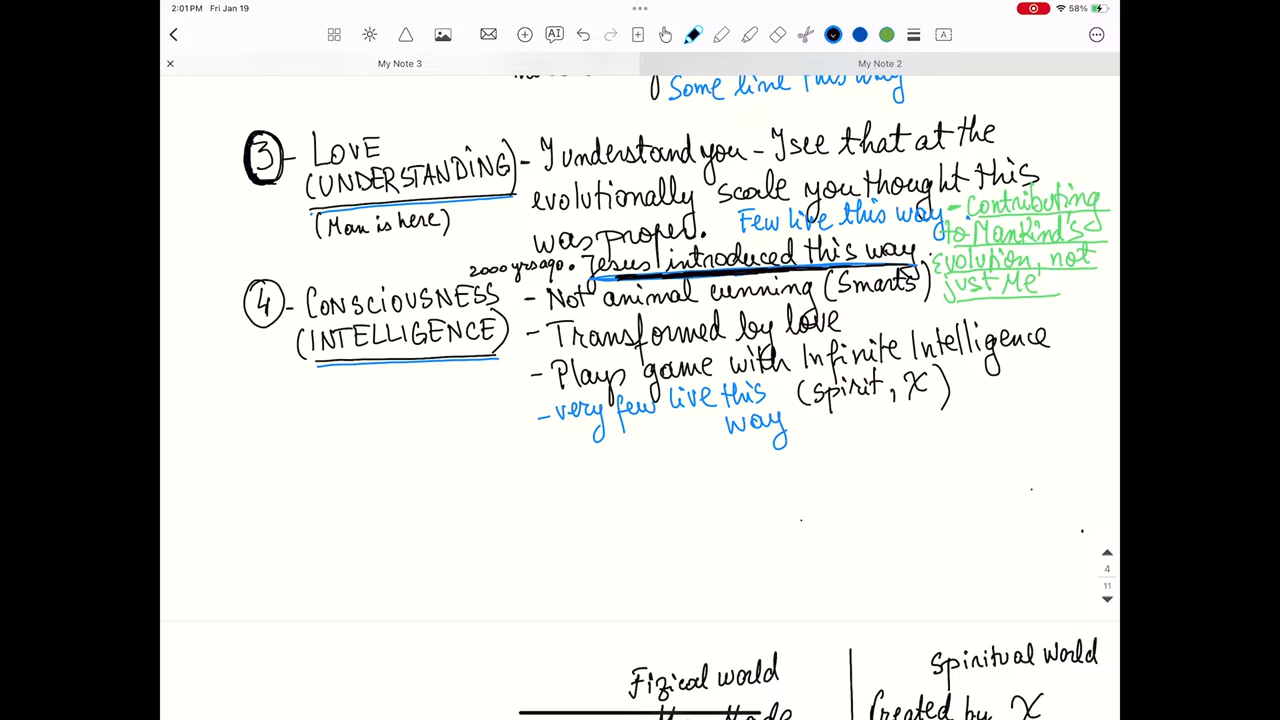 2:01 PM Fri Jan 19
58%
AI
A
My Note 3
My Note 2
Some live this way
3 - LOVE
(UNDERSTANDING)
(Man is here)
- I understand you - I see that at the
evolutionally scale you thought this
was proper.
Few live this way
- contributing
to Mankind's
evolution, not
just Me
2000 yrs ago. Jesus introduced this way.
4 - CONSCIOUSNESS
(INTELLIGENCE)
- Not animal cunning (Smarts)
- Transformed by love
- Plays game with Infinite Intelligence
(spirit, X)
- very few live this
way
4
11
Fizical world
Spiritual World
Created by X